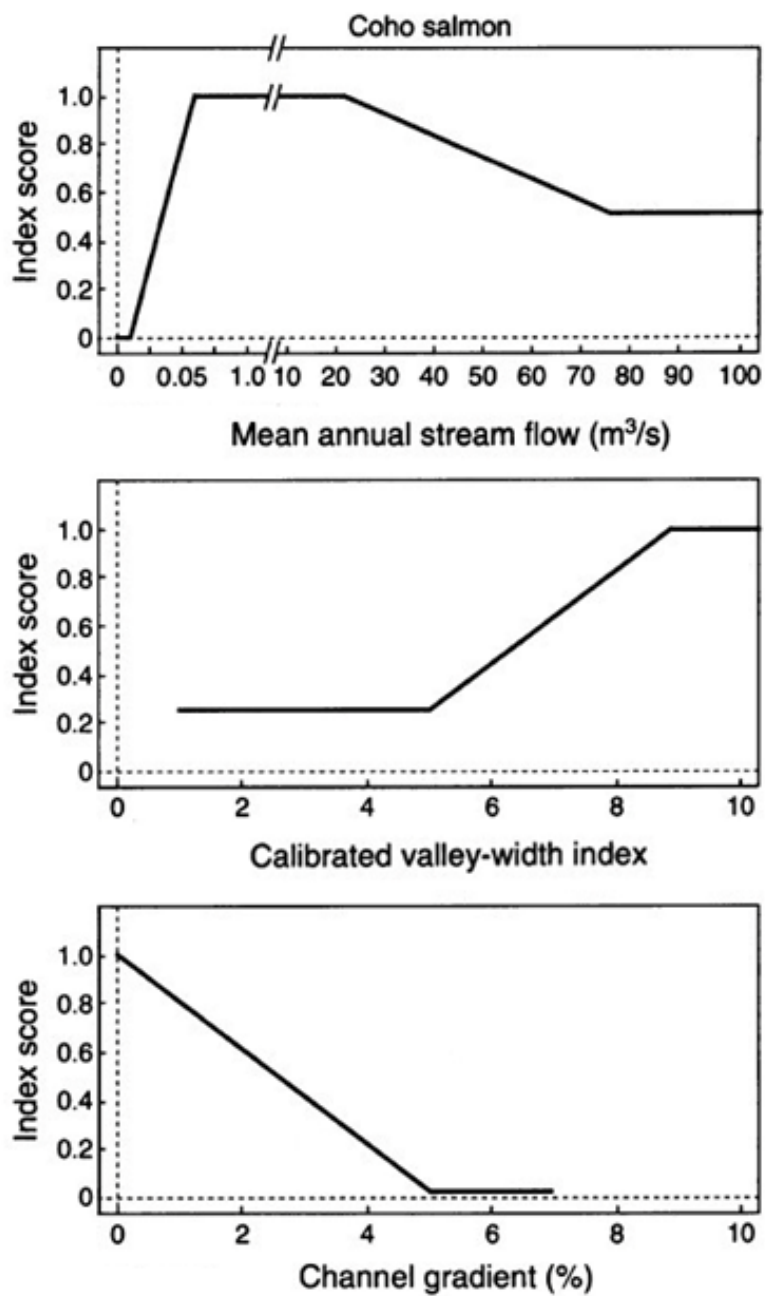 Coho salmon
Index score
1.0
0.8
0.6
0.4
0.2
0
0 0.05 1.0 10 20 30 40 50 60 70 80 90 100
Mean annual stream flow (m³/s)
Index score
1.0
0.8
0.6
0.4
0.2
0
0 2 4 6 8 10
Calibrated valley-width index
Index score
1.0
0.8
0.6
0.4
0.2
0
0 2 4 6 8 10
Channel gradient (%)